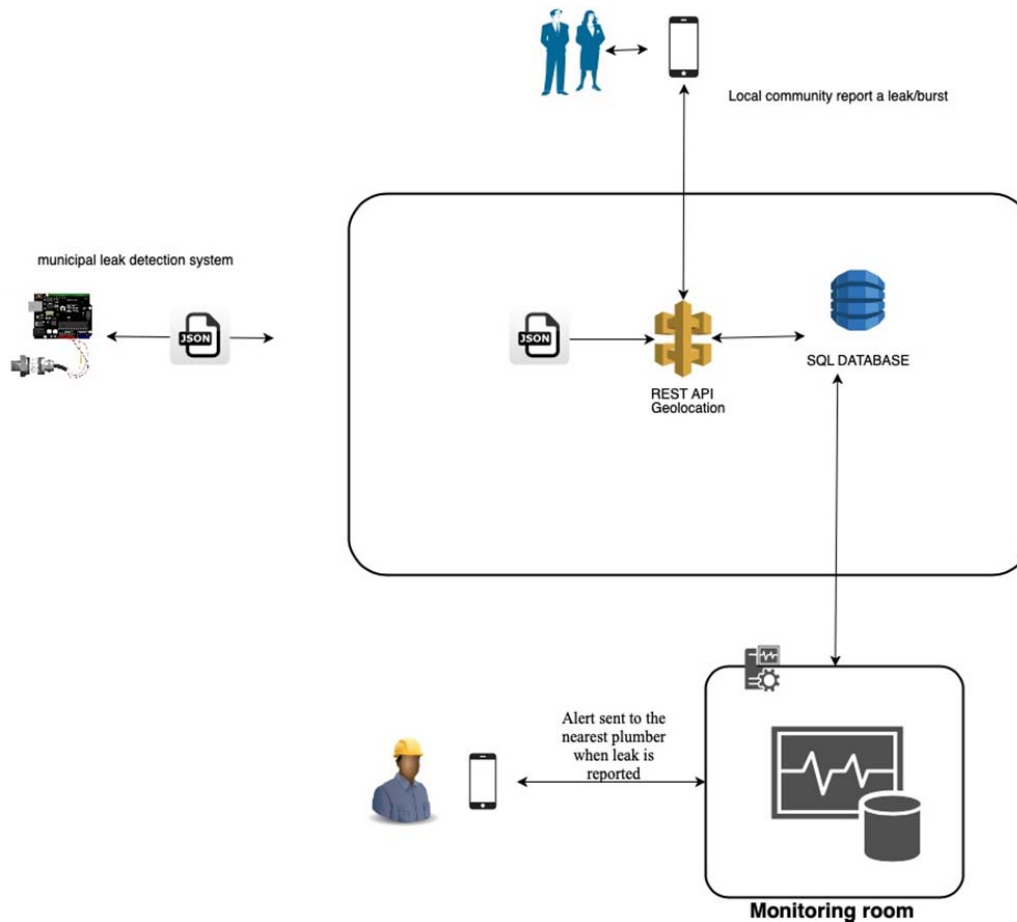 Local community report a leak/burst
municipal leak detection system
JSON
JSON
REST API
Geolocation
SQL DATABASE
Alert sent to the
nearest plumber
when leak is
reported
Monitoring room